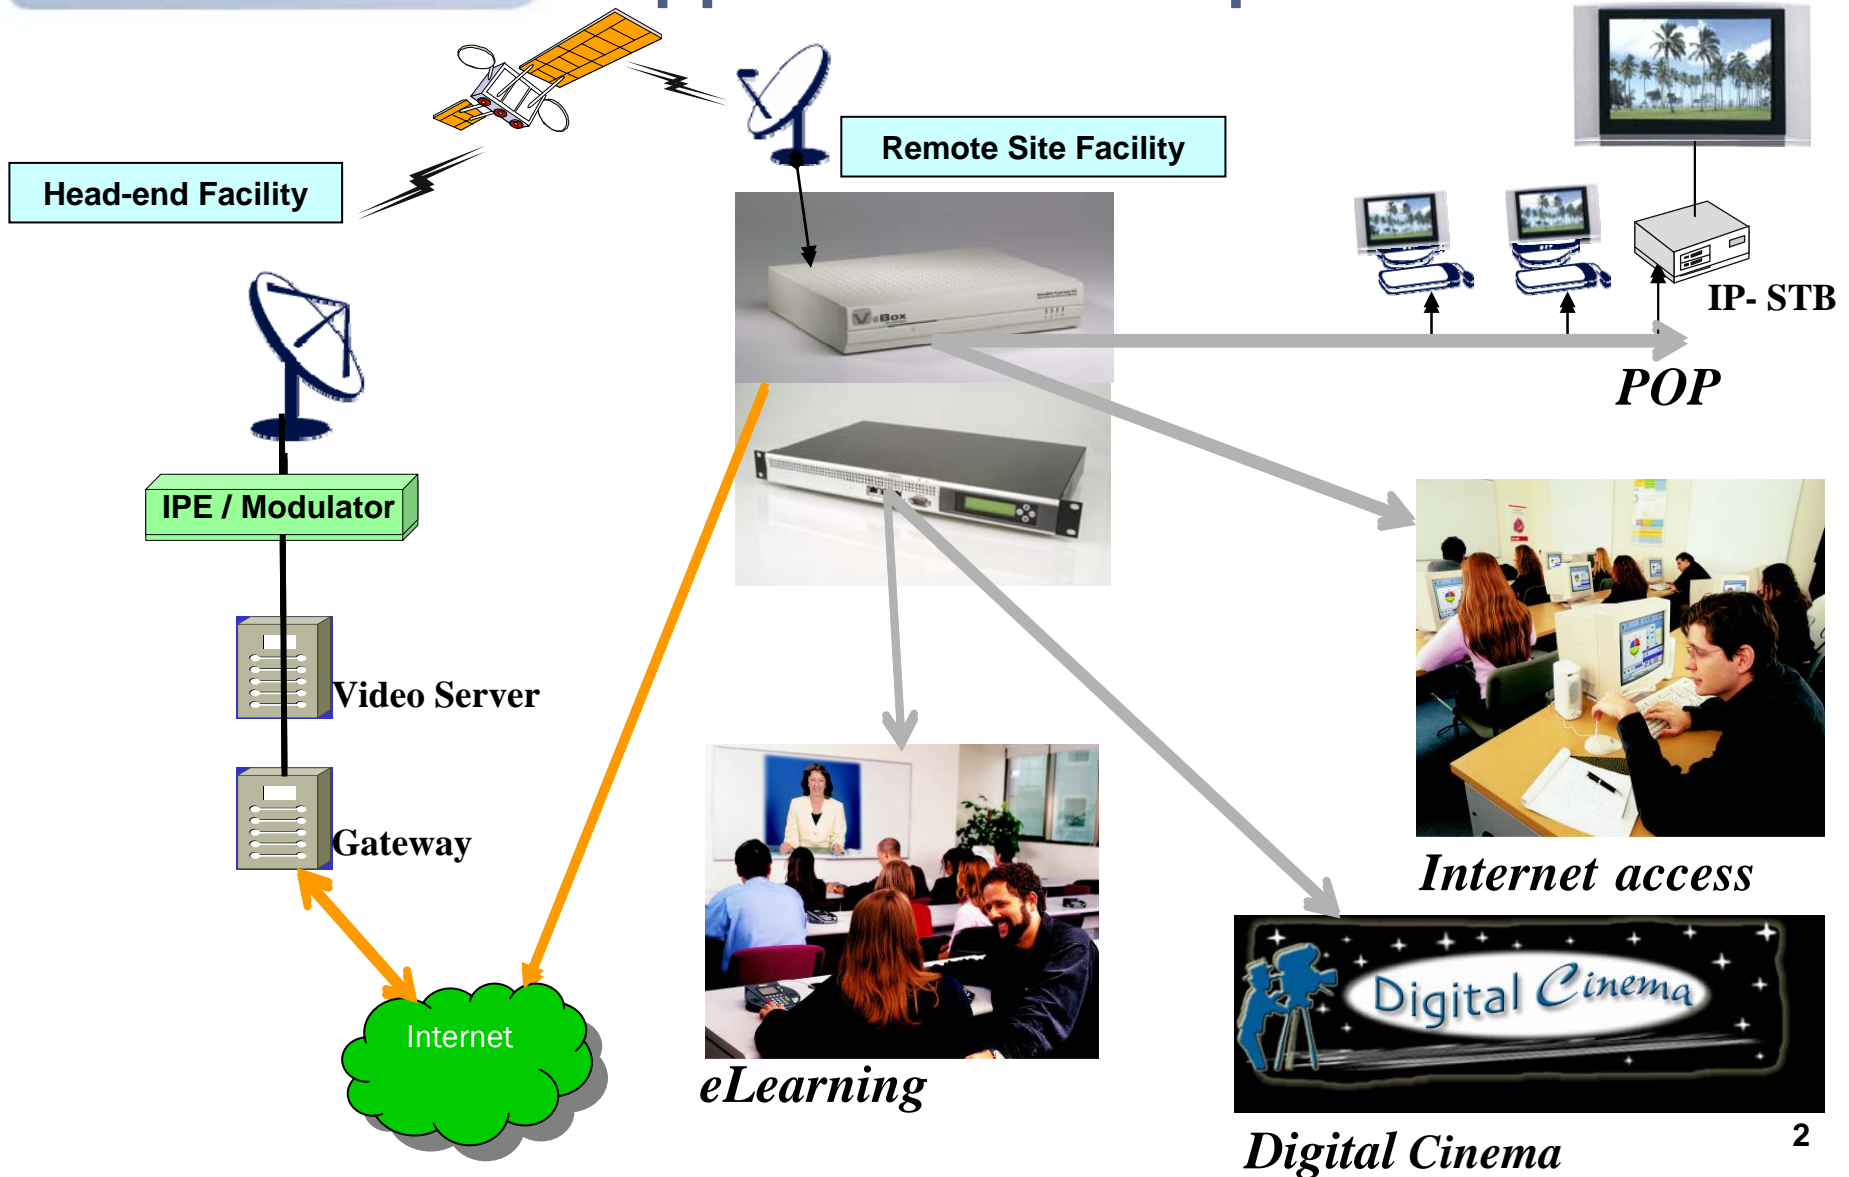 Remote Site Facility
Head-end Facility
IP- STB
eBox
POP
IPE / Modulator
Video Server
Gateway
Internet access
Internet
Digital Cinema
eLearning
2
Digital Cinema